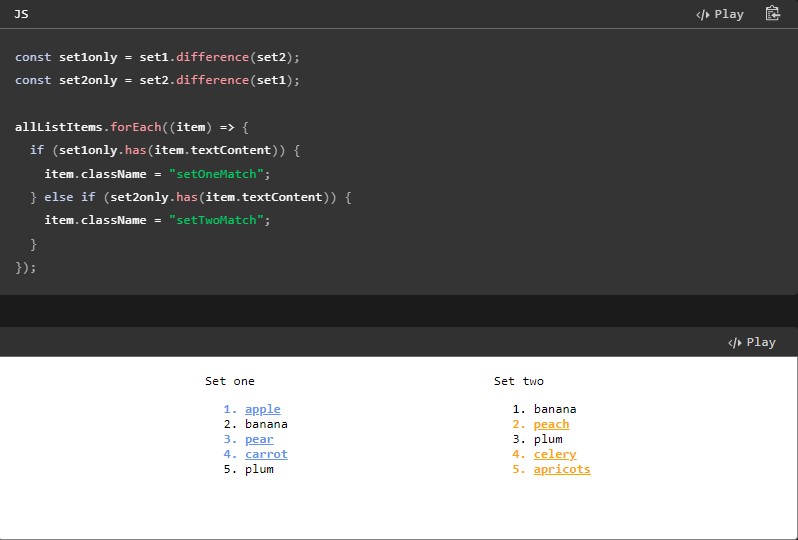 JS
Play
const set1only = set1.difference(set2);
const set2only = set2.difference(set1);

allListItems.forEach((item) => {
  if (set1only.has(item.textContent)) {
    item.className = "setOneMatch";
  } else if (set2only.has(item.textContent)) {
    item.className = "setTwoMatch";
  }
});
Play
Set one
1. apple
2. banana
3. pear
4. carrot
5. plum
Set two
1. banana
2. peach
3. plum
4. celery
5. apricots